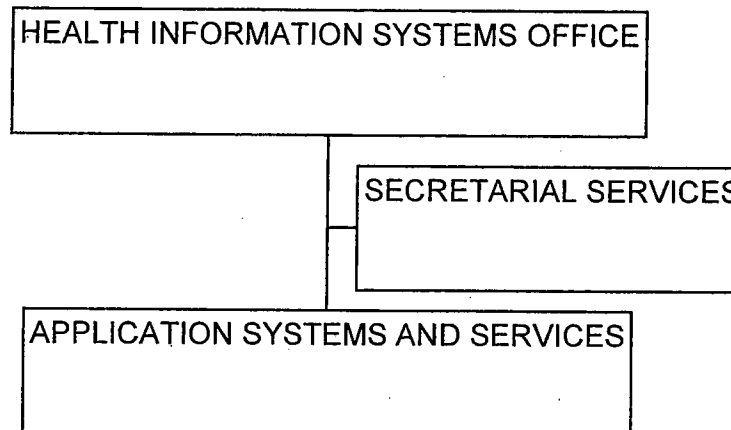 HEALTH INFORMATION SYSTEMS OFFICE
SECRETARIAL SERVICES
APPLICATION SYSTEMS AND SERVICES